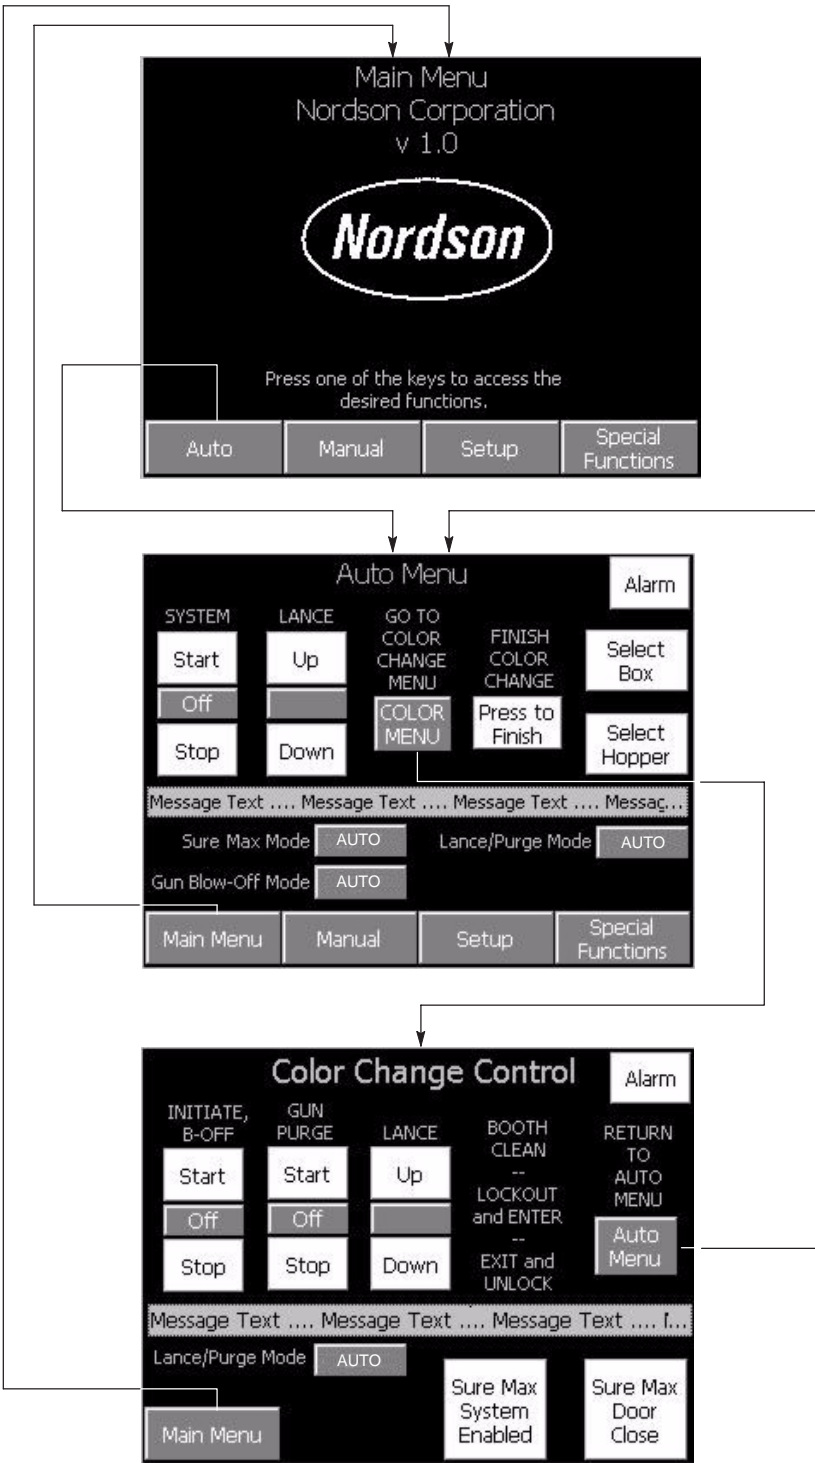 Main Menu
Nordson Corporation
v 1.0
Nordson
Press one of the keys to access the
desired functions.
Auto
Manual
Setup
Special
Functions
Auto Menu
Alarm
SYSTEM
Start
Off
Stop
LANCE
Up
Down
GO TO
COLOR
CHANGE
MENU
COLOR
MENU
FINISH
COLOR
CHANGE
Press to
Finish
Select
Box
Select
Hopper
Message Text .... Message Text .... Message Text .... Messag...
Sure Max Mode AUTO
Lance/Purge Mode AUTO
Gun Blow-Off Mode AUTO
Main Menu
Manual
Setup
Special
Functions
Color Change Control
Alarm
INITIATE,
B-OFF
Start
Off
Stop
GUN
PURGE
Start
Off
Stop
LANCE
Up
Down
BOOTH
CLEAN
--
LOCKOUT
and ENTER
--
EXIT and
UNLOCK
RETURN
TO
AUTO
MENU
Auto
Menu
Message Text .... Message Text .... Message Text ....
Lance/Purge Mode AUTO
Main Menu
Sure Max
System
Enabled
Sure Max
Door
Close